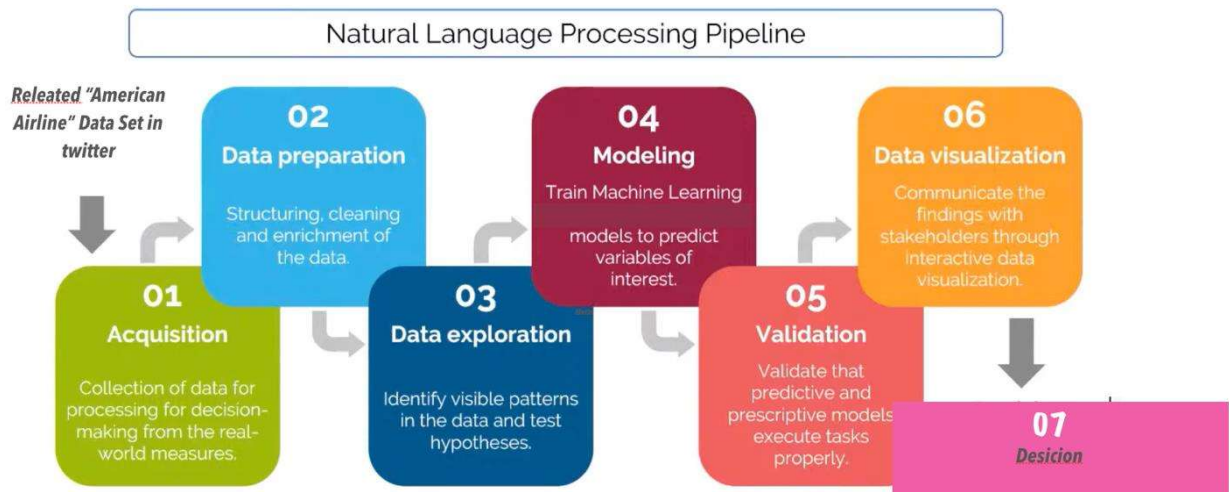 Natural Language Processing Pipeline
Releated "American
Airline" Data Set in
twitter
01
Acquisition
Collection of data for
processing for decision-
making from the real-
world measures.
02
Data preparation
Structuring, cleaning
and enrichment of
the data.
03
Data exploration
Identify visible patterns
in the data and test
hypotheses.
04
Modeling
Train Machine Learning
models to predict
variables of
interest.
05
Validation
Validate that
predictive and
prescriptive models
execute tasks
properly.
06
Data visualization
Communicate the
findings with
stakeholders through
interactive data
visualization.
07
Desicion